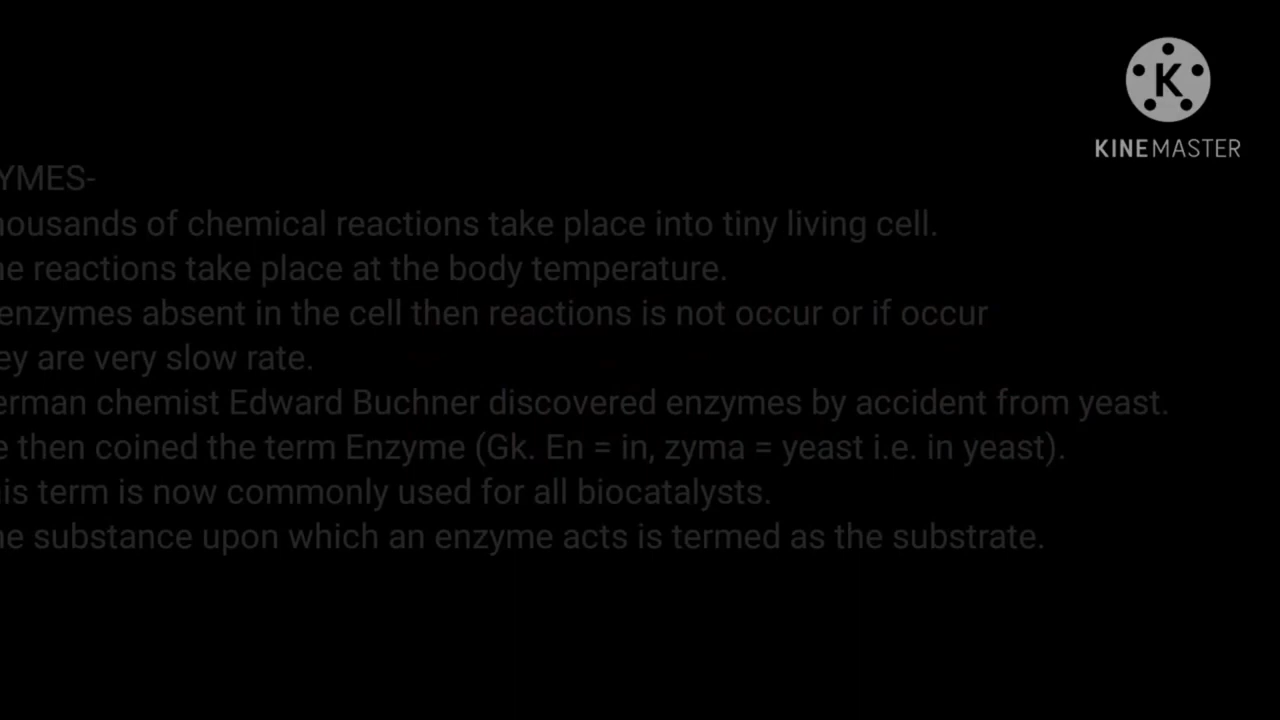 K
KINEMASTER
YMES-
housands of chemical reactions take place into tiny living cell.
he reactions take place at the body temperature.
enzymes absent in the cell then reactions is not occur or if occur
ey are very slow rate.
erman chemist Edward Buchner discovered enzymes by accident from yeast.
e then coined the term Enzyme (Gk. En = in, zyma = yeast i.e. in yeast).
his term is now commonly used for all biocatalysts.
he substance upon which an enzyme acts is termed as the substrate.